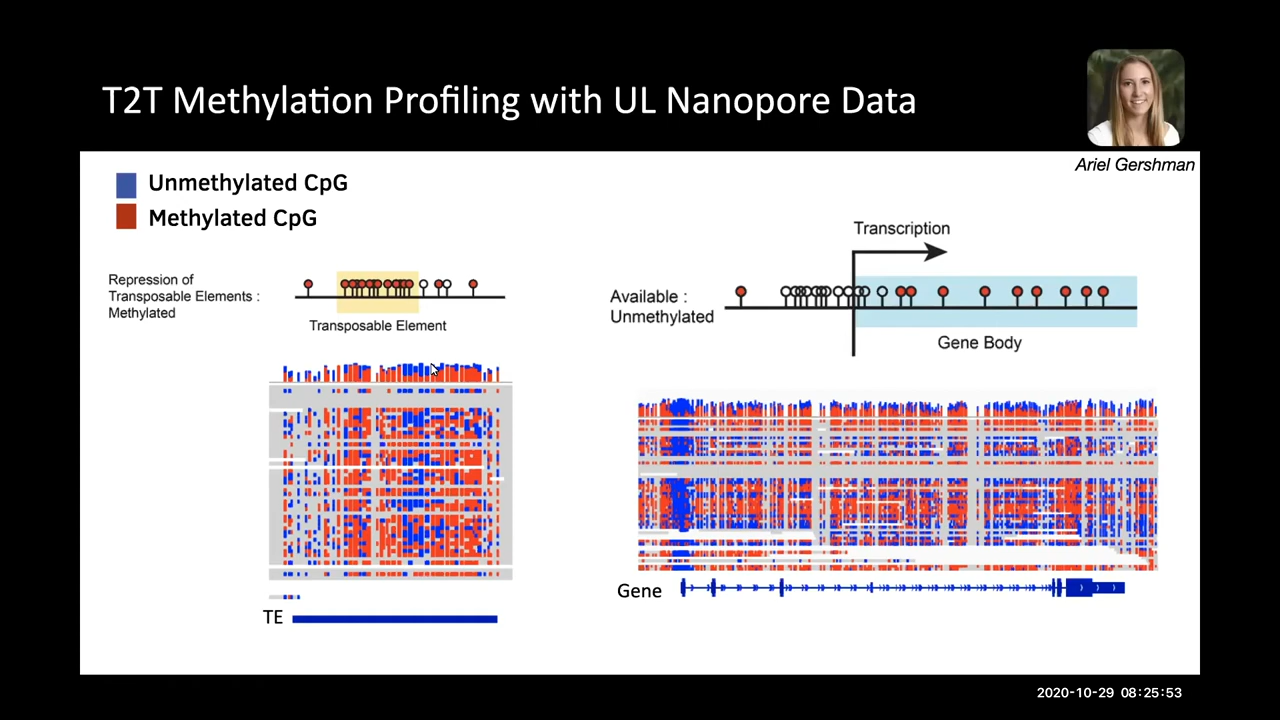 T2T Methylation Profiling with UL Nanopore Data
Ariel Gershman
Unmethylated CpG
Methylated CpG
Repression of
Transposable Elements :
Methylated
Transposable Element
Transcription
Available :
Unmethylated
Gene Body
TE
Gene
2020-10-29 08:25:53